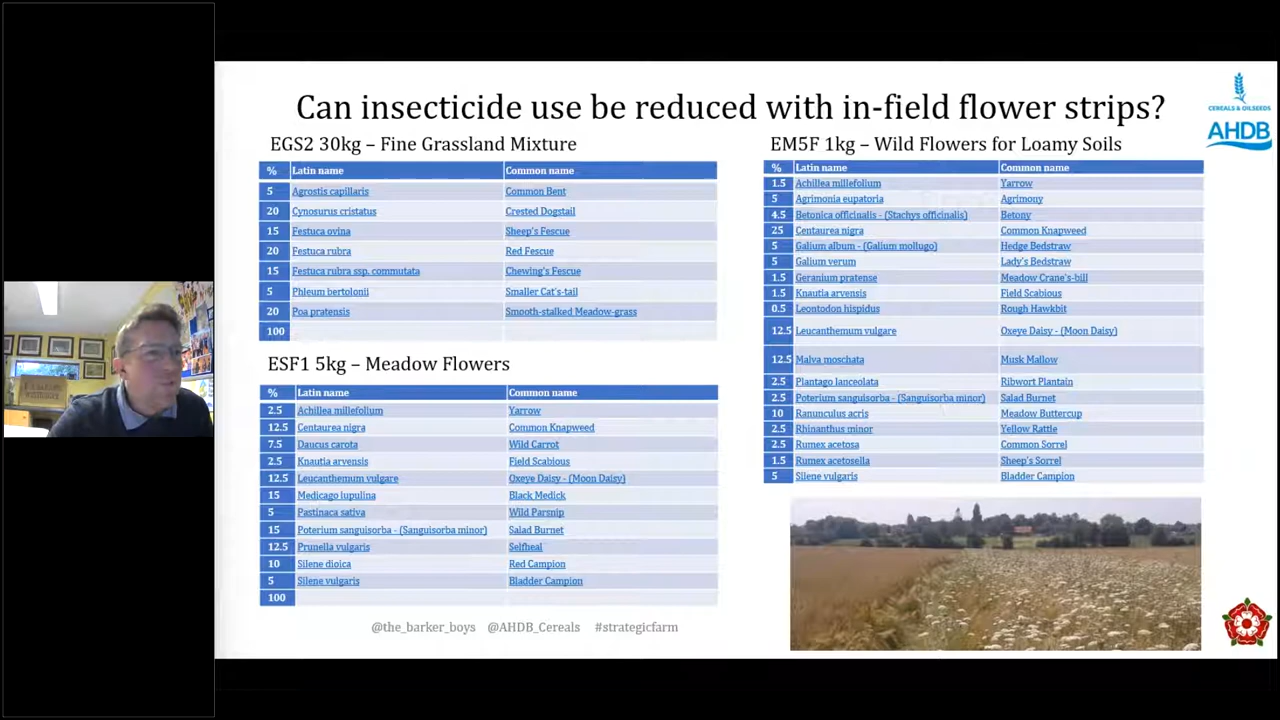 Can insecticide use be reduced with in-field flower strips?
CEREALS & OILSEEDS
AHDB
EGS2 30kg – Fine Grassland Mixture
% Latin name Common name
5 Agrostis capillaris Common Bent
20 Cynosurus cristatus Crested Dogstail
15 Festuca ovina Sheep's Fescue
20 Festuca rubra Red Fescue
15 Festuca rubra ssp. commutata Chewing's Fescue
5 Phleum bertolonii Smaller Cat's-tail
20 Poa pratensis Smooth-stalked Meadow-grass
100
ESF1 5kg – Meadow Flowers
% Latin name Common name
2.5 Achillea millefolium Yarrow
12.5 Centaurea nigra Common Knapweed
7.5 Daucus carota Wild Carrot
2.5 Knautia arvensis Field Scabious
12.5 Leucanthemum vulgare Oxeye Daisy - (Moon Daisy)
15 Medicago lupulina Black Medick
5 Pastinaca sativa Wild Parsnip
15 Poterium sanguisorba - (Sanguisorba minor) Salad Burnet
12.5 Prunella vulgaris Selfheal
10 Silene dioica Red Campion
5 Silene vulgaris Bladder Campion
100
@the_barker_boys @AHDB_Cereals #strategicfarm
EM5F 1kg – Wild Flowers for Loamy Soils
% Latin name Common name
1.5 Achillea millefolium Yarrow
5 Agrimonia eupatoria Agrimony
4.5 Betonica officinalis - (Stachys officinalis) Betony
25 Centaurea nigra Common Knapweed
5 Galium album - (Galium mollugo) Hedge Bedstraw
5 Galium verum Lady's Bedstraw
1.5 Geranium pratense Meadow Crane's-bill
1.5 Knautia arvensis Field Scabious
0.5 Leontodon hispidus Rough Hawkbit
12.5 Leucanthemum vulgare Oxeye Daisy - (Moon Daisy)
12.5 Malva moschata Musk Mallow
2.5 Plantago lanceolata Ribwort Plantain
2.5 Poterium sanguisorba - (Sanguisorba minor) Salad Burnet
10 Ranunculus acris Meadow Buttercup
2.5 Rhinanthus minor Yellow Rattle
2.5 Rumex acetosa Common Sorrel
1.5 Rumex acetosella Sheep's Sorrel
5 Silene vulgaris Bladder Campion